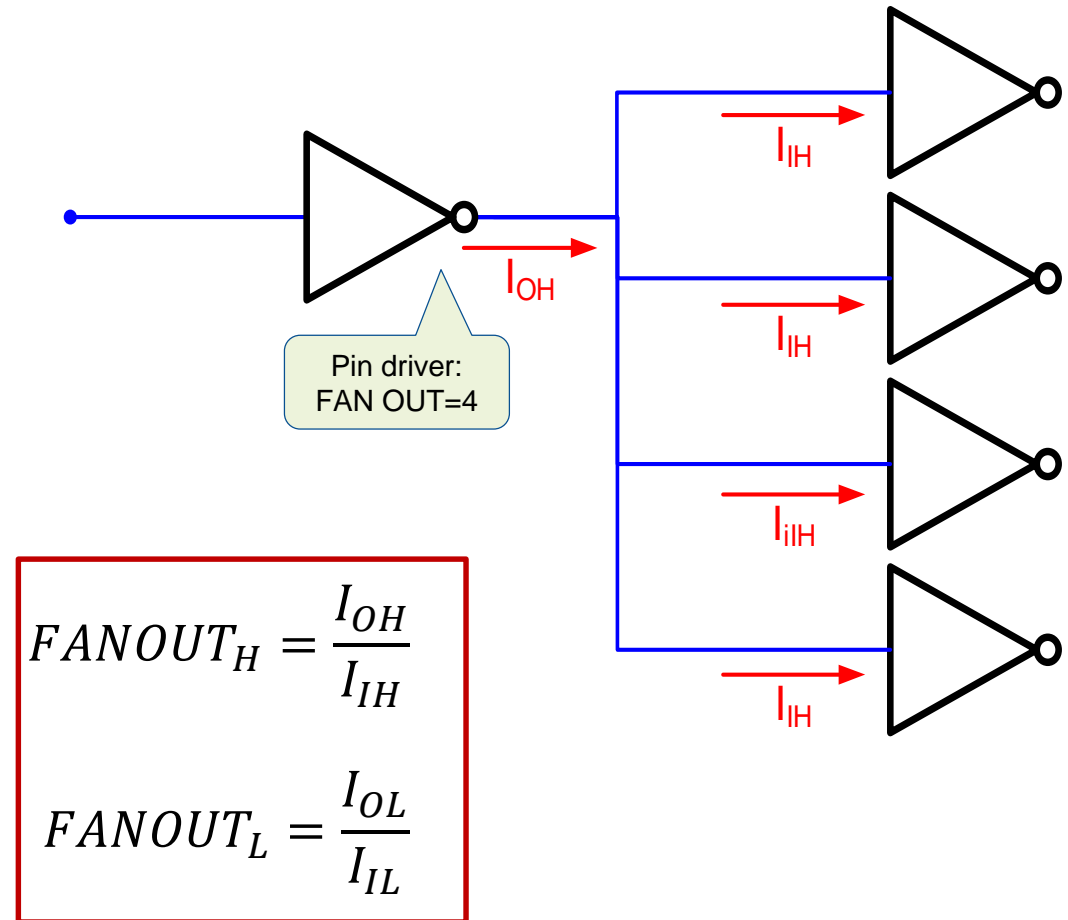 I_IH
I_OH
I_IH
Pin driver:
FAN OUT=4
I_iIH
I_IH
FANOUT_H = I_OH / I_IH
FANOUT_L = I_OL / I_IL